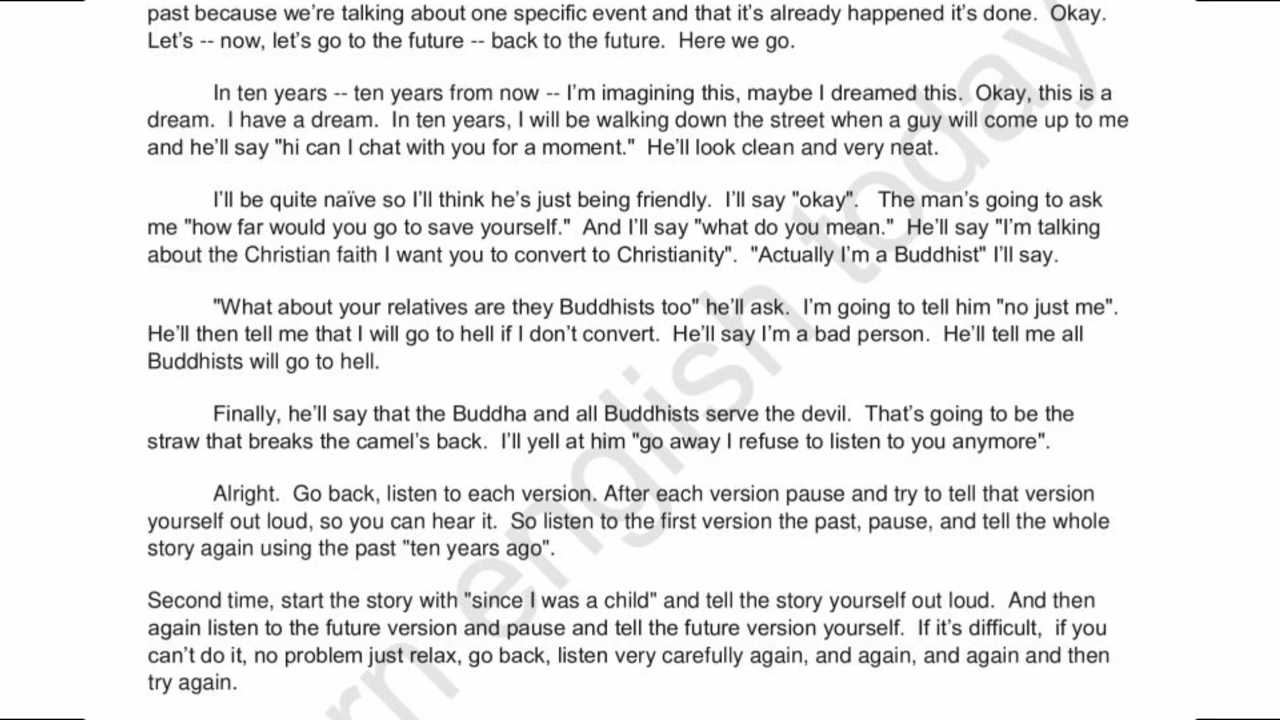 past because we're talking about one specific event and that it's already happened it's done.  Okay.
Let's -- now, let's go to the future -- back to the future.  Here we go.
In ten years -- ten years from now -- I'm imagining this, maybe I dreamed this.  Okay, this is a
dream.  I have a dream.  In ten years, I will be walking down the street when a guy will come up to me
and he'll say "hi can I chat with you for a moment."  He'll look clean and very neat.
I'll be quite naïve so I'll think he's just being friendly.  I'll say "okay".   The man's going to ask
me "how far would you go to save yourself."  And I'll say "what do you mean."  He'll say "I'm talking
about the Christian faith I want you to convert to Christianity".  "Actually I'm a Buddhist" I'll say.
"What about your relatives are they Buddhists too" he'll ask.  I'm going to tell him "no just me".
He'll then tell me that I will go to hell if I don't convert.  He'll say I'm a bad person.  He'll tell me all
Buddhists will go to hell.
Finally, he'll say that the Buddha and all Buddhists serve the devil.  That's going to be the
straw that breaks the camel's back.  I'll yell at him "go away I refuse to listen to you anymore".
Alright.  Go back, listen to each version. After each version pause and try to tell that version
yourself out loud, so you can hear it.  So listen to the first version the past, pause, and tell the whole
story again using the past "ten years ago".
Second time, start the story with "since I was a child" and tell the story yourself out loud.  And then
again listen to the future version and pause and tell the future version yourself.  If it's difficult,  if you
can't do it, no problem just relax, go back, listen very carefully again, and again, and again and then
try again.
rn english today